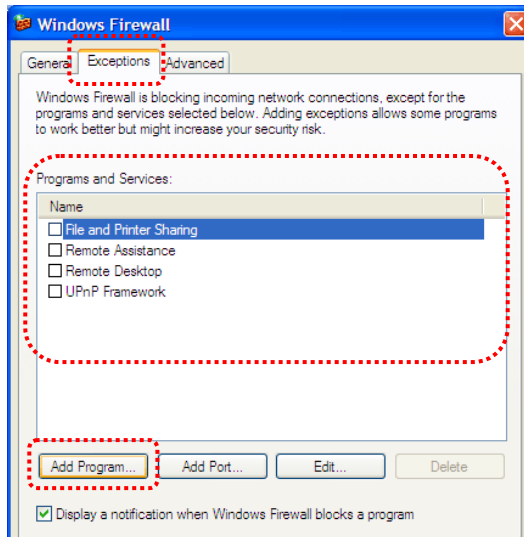 Windows Firewall
General Exceptions Advanced
Windows Firewall is blocking incoming network connections, except for the
programs and services selected below. Adding exceptions allows some programs
to work better but might increase your security risk.
Programs and Services:
Name
File and Printer Sharing
Remote Assistance
Remote Desktop
UPnP Framework
Add Program... Add Port... Edit... Delete
Display a notification when Windows Firewall blocks a program